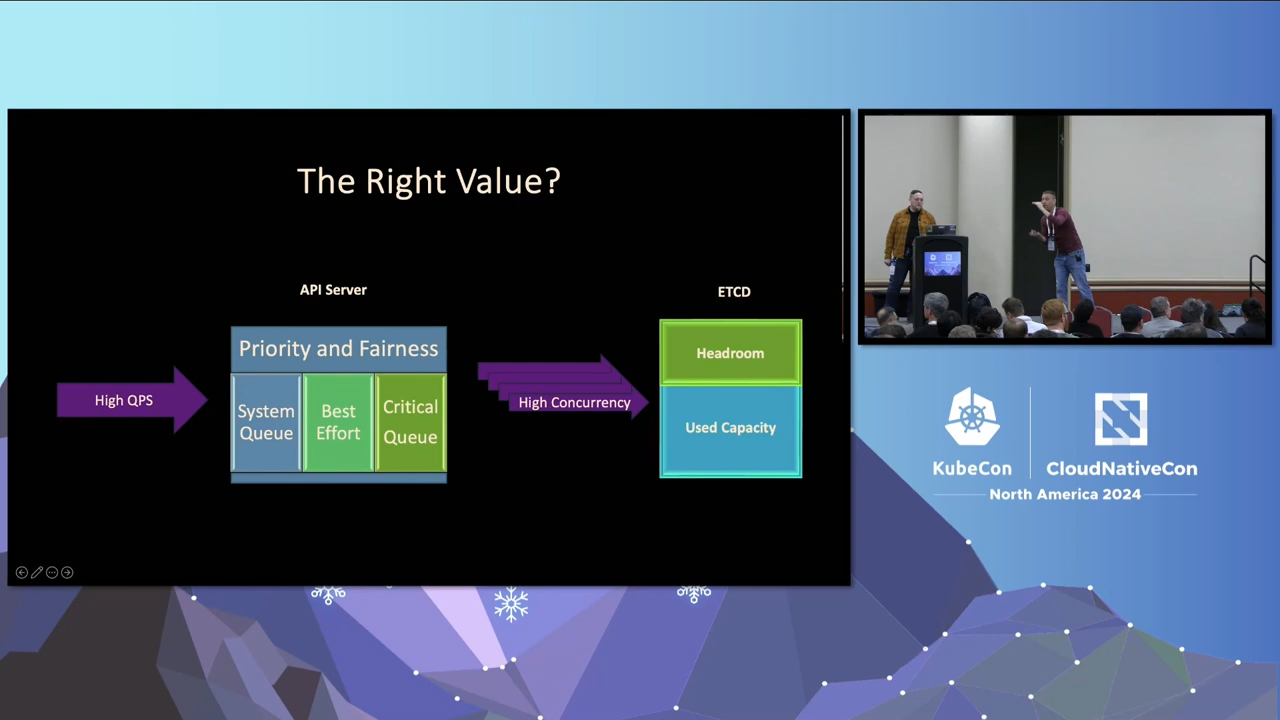 The Right Value?
API Server
ETCD
Priority and Fairness
System
Queue
Best
Effort
Critical
Queue
High QPS
High Concurrency
Headroom
Used Capacity
KubeCon
CloudNativeCon
North America 2024